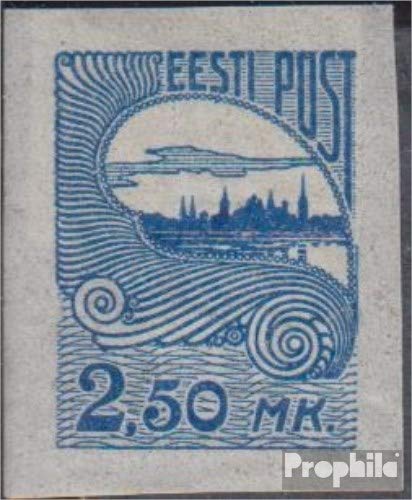 EESTI POST
2,50 MK.
Prophila